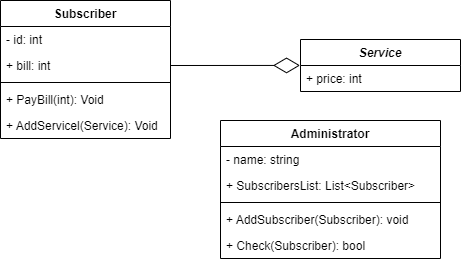 Subscriber
- id: int
+ bill: int
+ PayBill(int): Void
+ AddServicel(Service): Void
Service
+ price: int
Administrator
- name: string
+ SubscribersList: List<Subscriber>
+ AddSubscriber(Subscriber): void
+ Check(Subscriber): bool